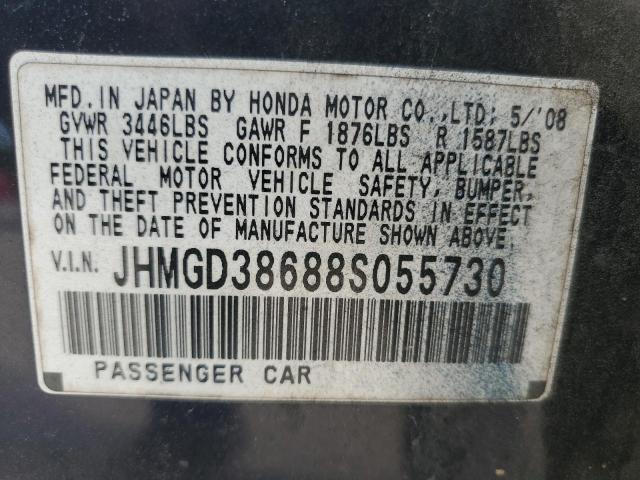 MFD. IN JAPAN BY HONDA MOTOR CO.,LTD; 5/'08
GVWR 3446LBS GAWR F 1876LBS R 1587LBS
THIS VEHICLE CONFORMS TO ALL APPLICABLE
FEDERAL MOTOR VEHICLE SAFETY, BUMPER,
AND THEFT PREVENTION STANDARDS IN EFFECT
ON THE DATE OF MANUFACTURE SHOWN ABOVE.
V.I.N. JHMGD38688S055730
PASSENGER CAR